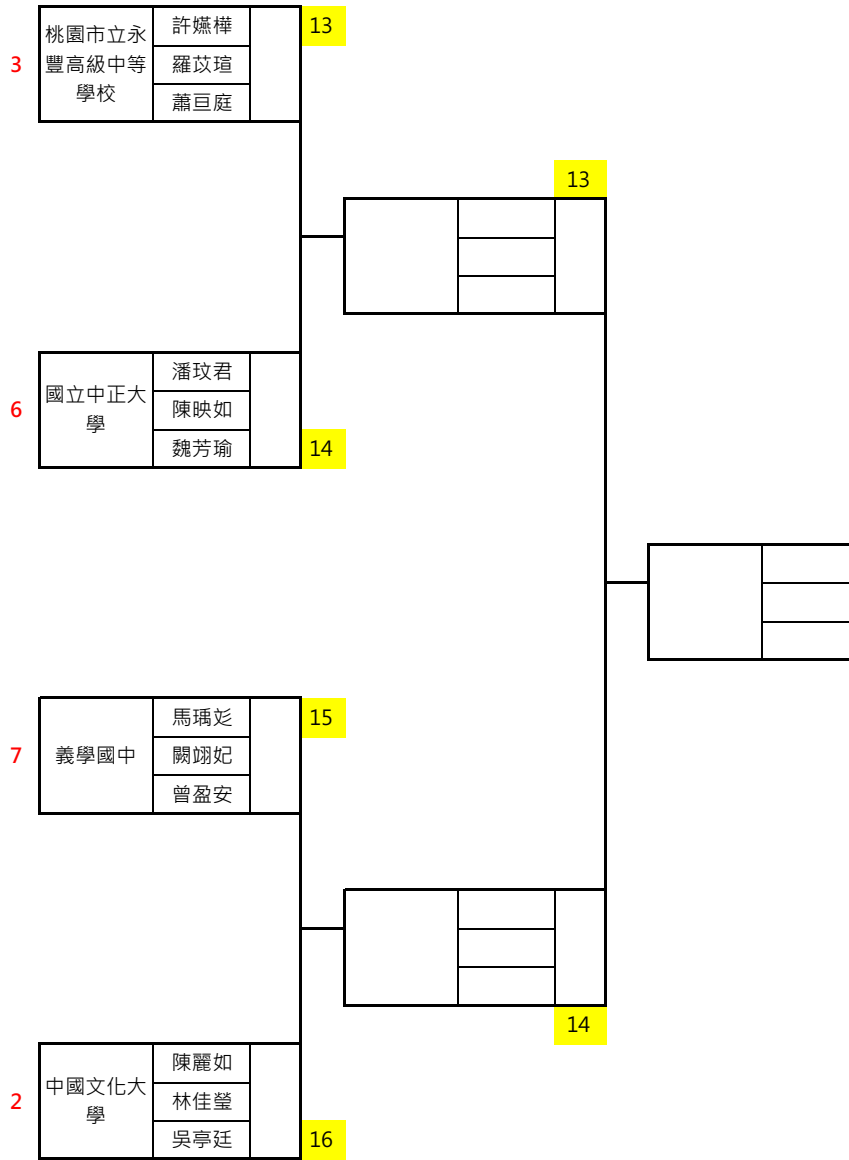 3
桃園市立永
豐高級中等
學校
許嬿樺
羅苡瑄
蕭亘庭
13
13
6
國立中正大
學
潘玟君
陳映如
魏芳瑜
14
7
義學國中
馬瑀彣
闕翊妃
曾盈安
15
14
2
中國文化大
學
陳麗如
林佳瑩
吳亭廷
16